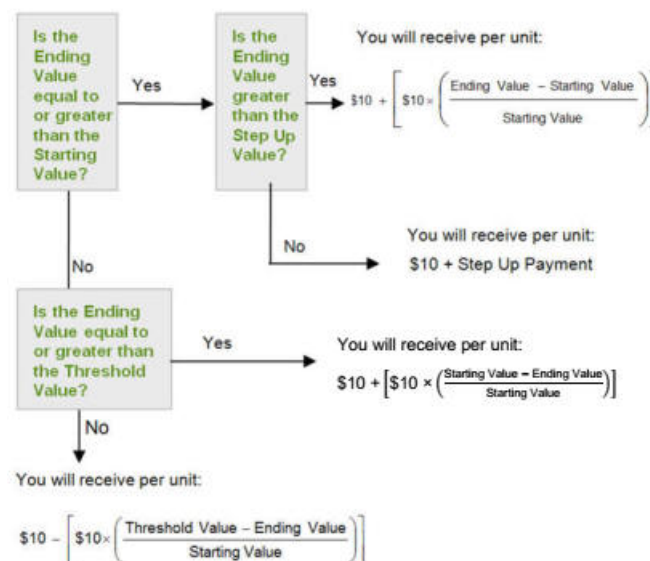 Is the
Ending
Value
equal to
or greater
than the
Starting
Value?
Yes
Is the
Ending
Value
greater
than the
Step Up
Value?
Yes
You will receive per unit:
$10 + [ $10 × ( Ending Value – Starting Value
Starting Value )
No
You will receive per unit:
$10 + Step Up Payment
No
Is the Ending
Value equal to
or greater than
the Threshold
Value?
Yes
You will receive per unit:
$10 + [$10 × (Starting Value – Ending Value
Starting Value)]
No
You will receive per unit:
$10 – [ $10× ( Threshold Value – Ending Value
Starting Value )]